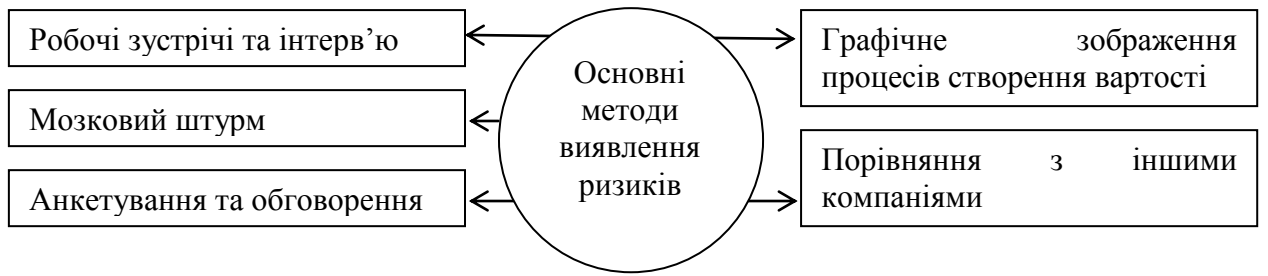 Робочі зустрічі та інтерв’ю
Мозковий штурм
Анкетування та обговорення
Основні
методи
виявлення
ризиків
Графічне зображення
процесів створення вартості
Порівняння з іншими
компаніями